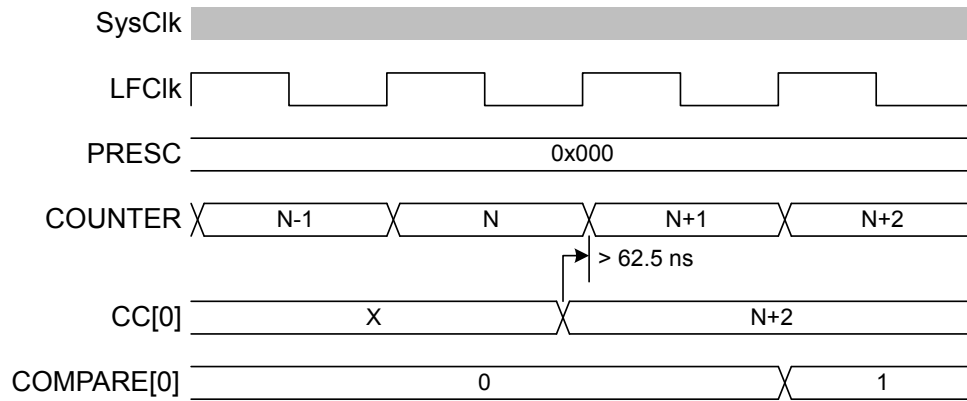 SysClk
LFClk
PRESC 0x000
COUNTER N-1 N N+1 N+2
> 62.5 ns
CC[0] X N+2
COMPARE[0] 0 1